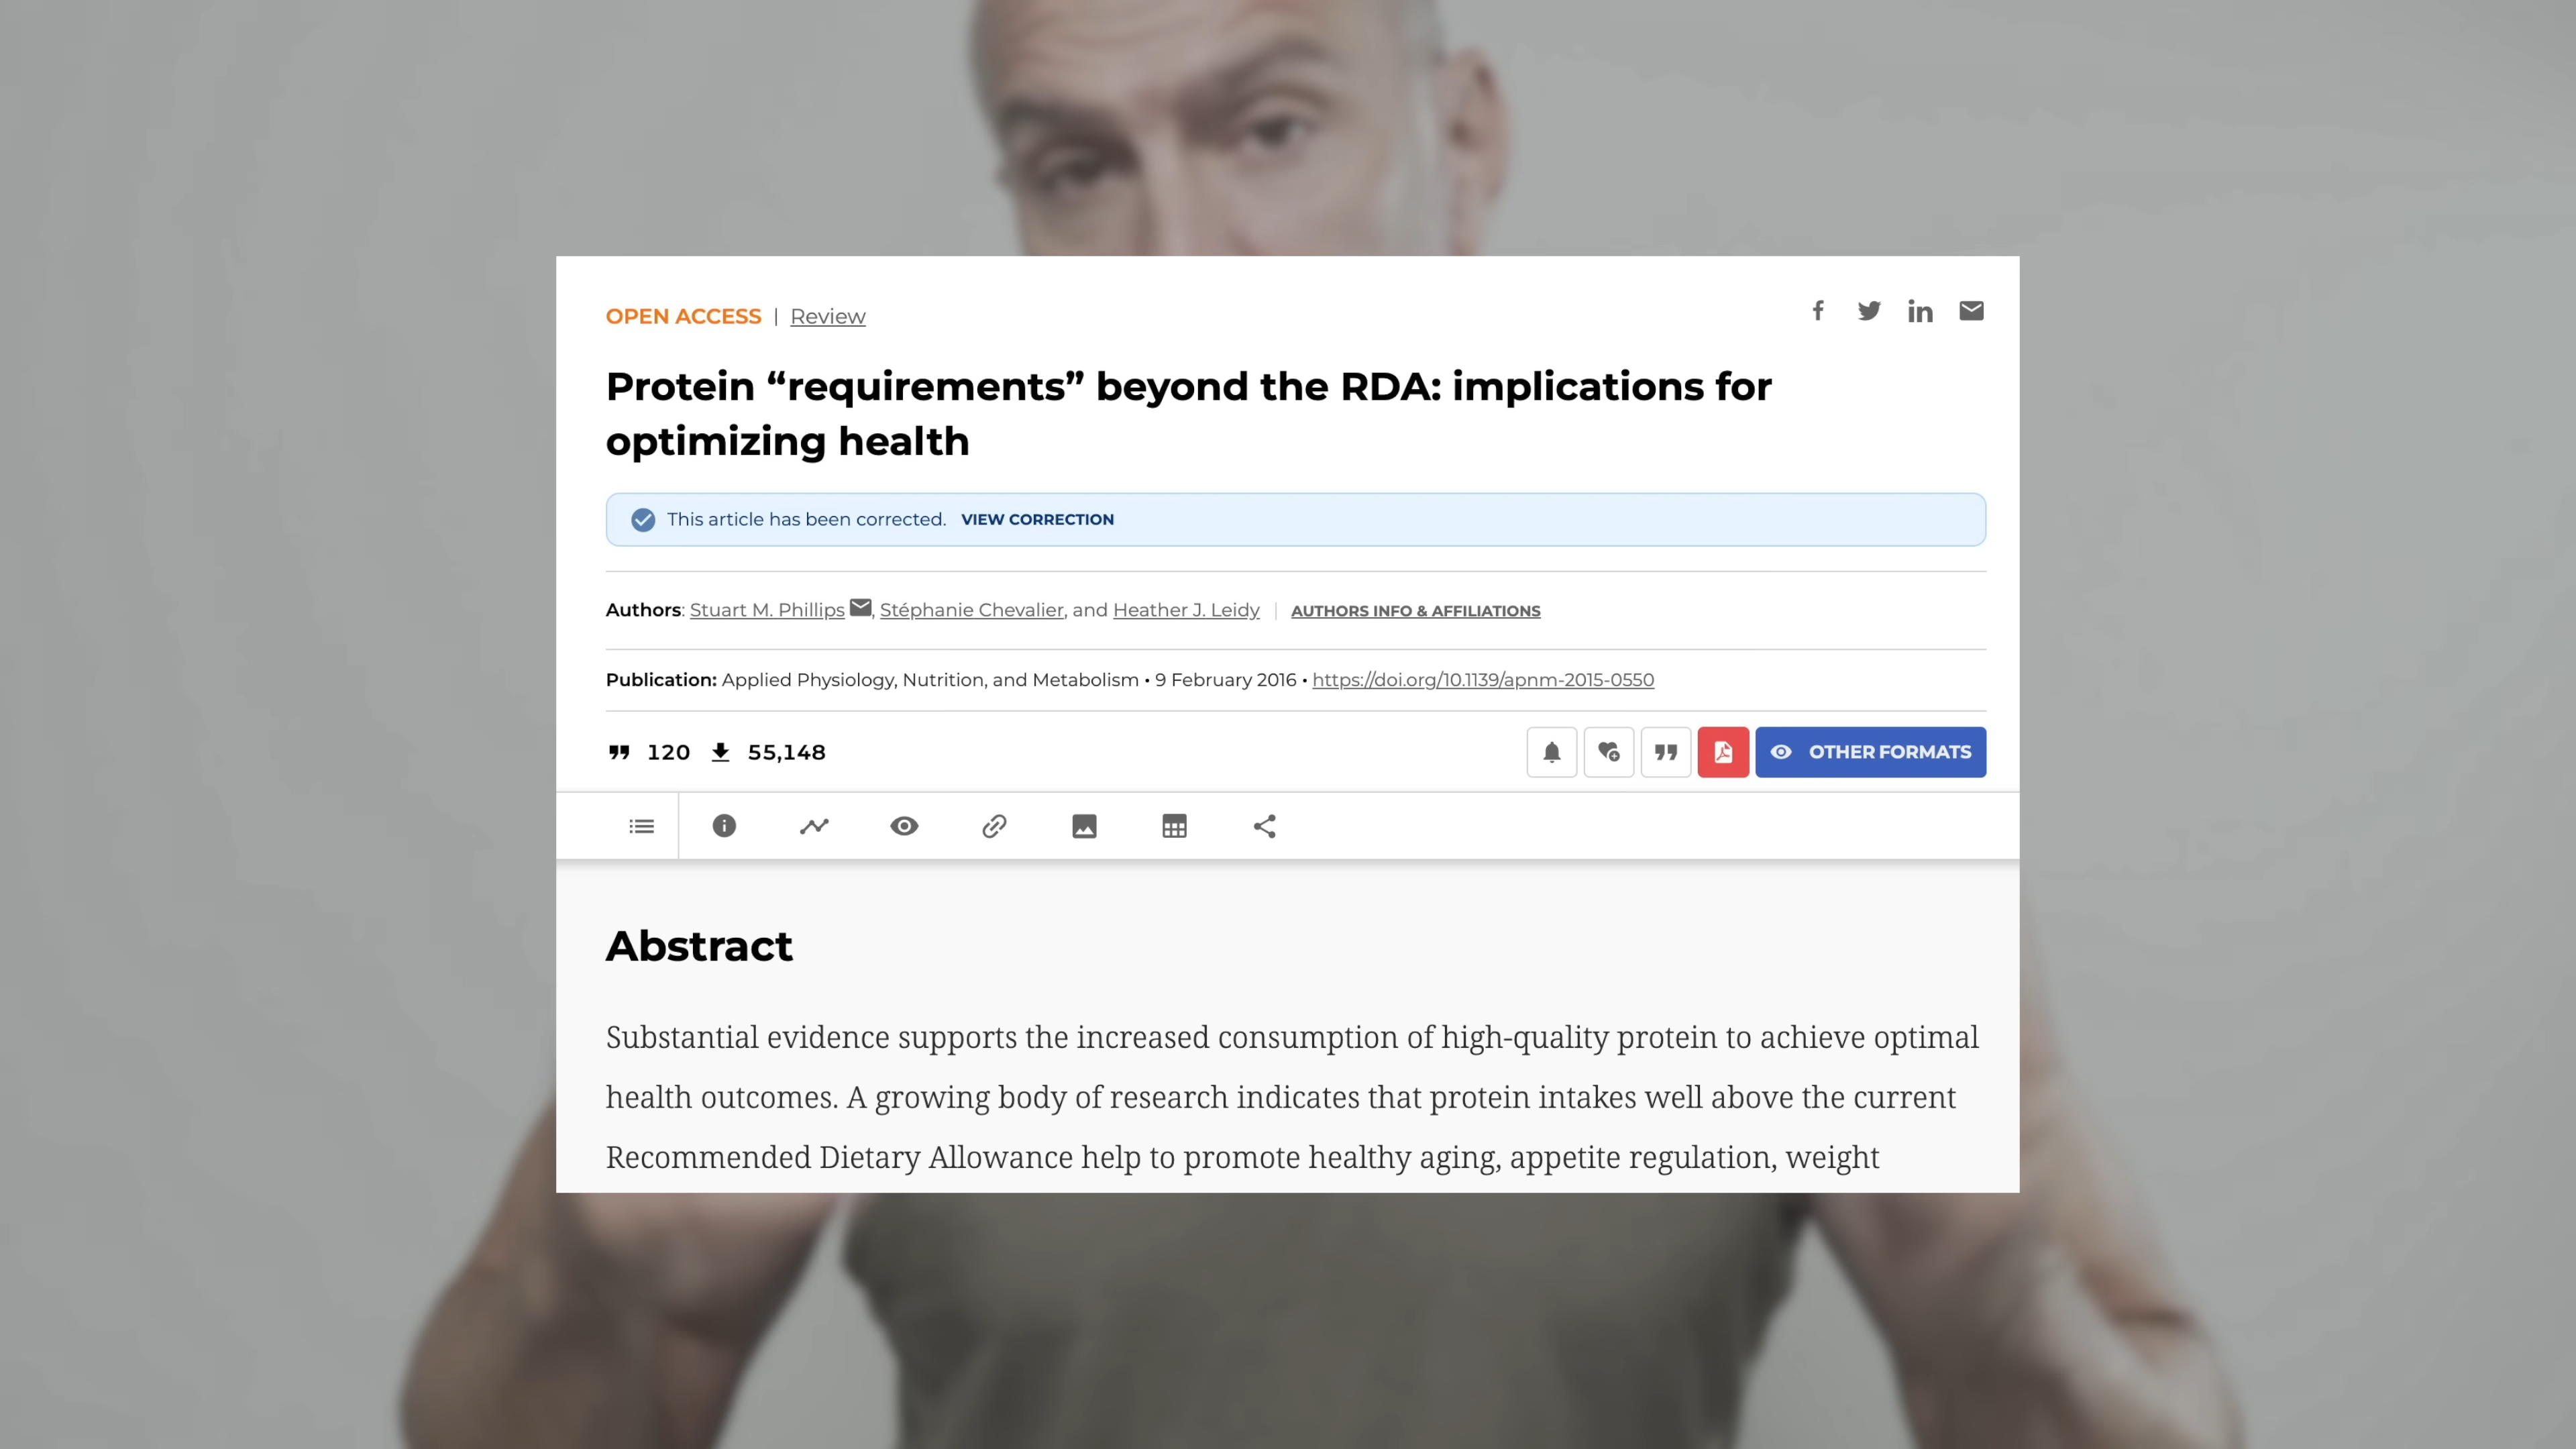 OPEN ACCESS | Review
Protein “requirements” beyond the RDA: implications for
optimizing health
This article has been corrected. VIEW CORRECTION
Authors: Stuart M. Phillips, Stéphanie Chevalier, and Heather J. Leidy | AUTHORS INFO & AFFILIATIONS
Publication: Applied Physiology, Nutrition, and Metabolism • 9 February 2016 • https://doi.org/10.1139/apnm-2015-0550
120 55,148 OTHER FORMATS
Abstract
Substantial evidence supports the increased consumption of high-quality protein to achieve optimal
health outcomes. A growing body of research indicates that protein intakes well above the current
Recommended Dietary Allowance help to promote healthy aging, appetite regulation, weight